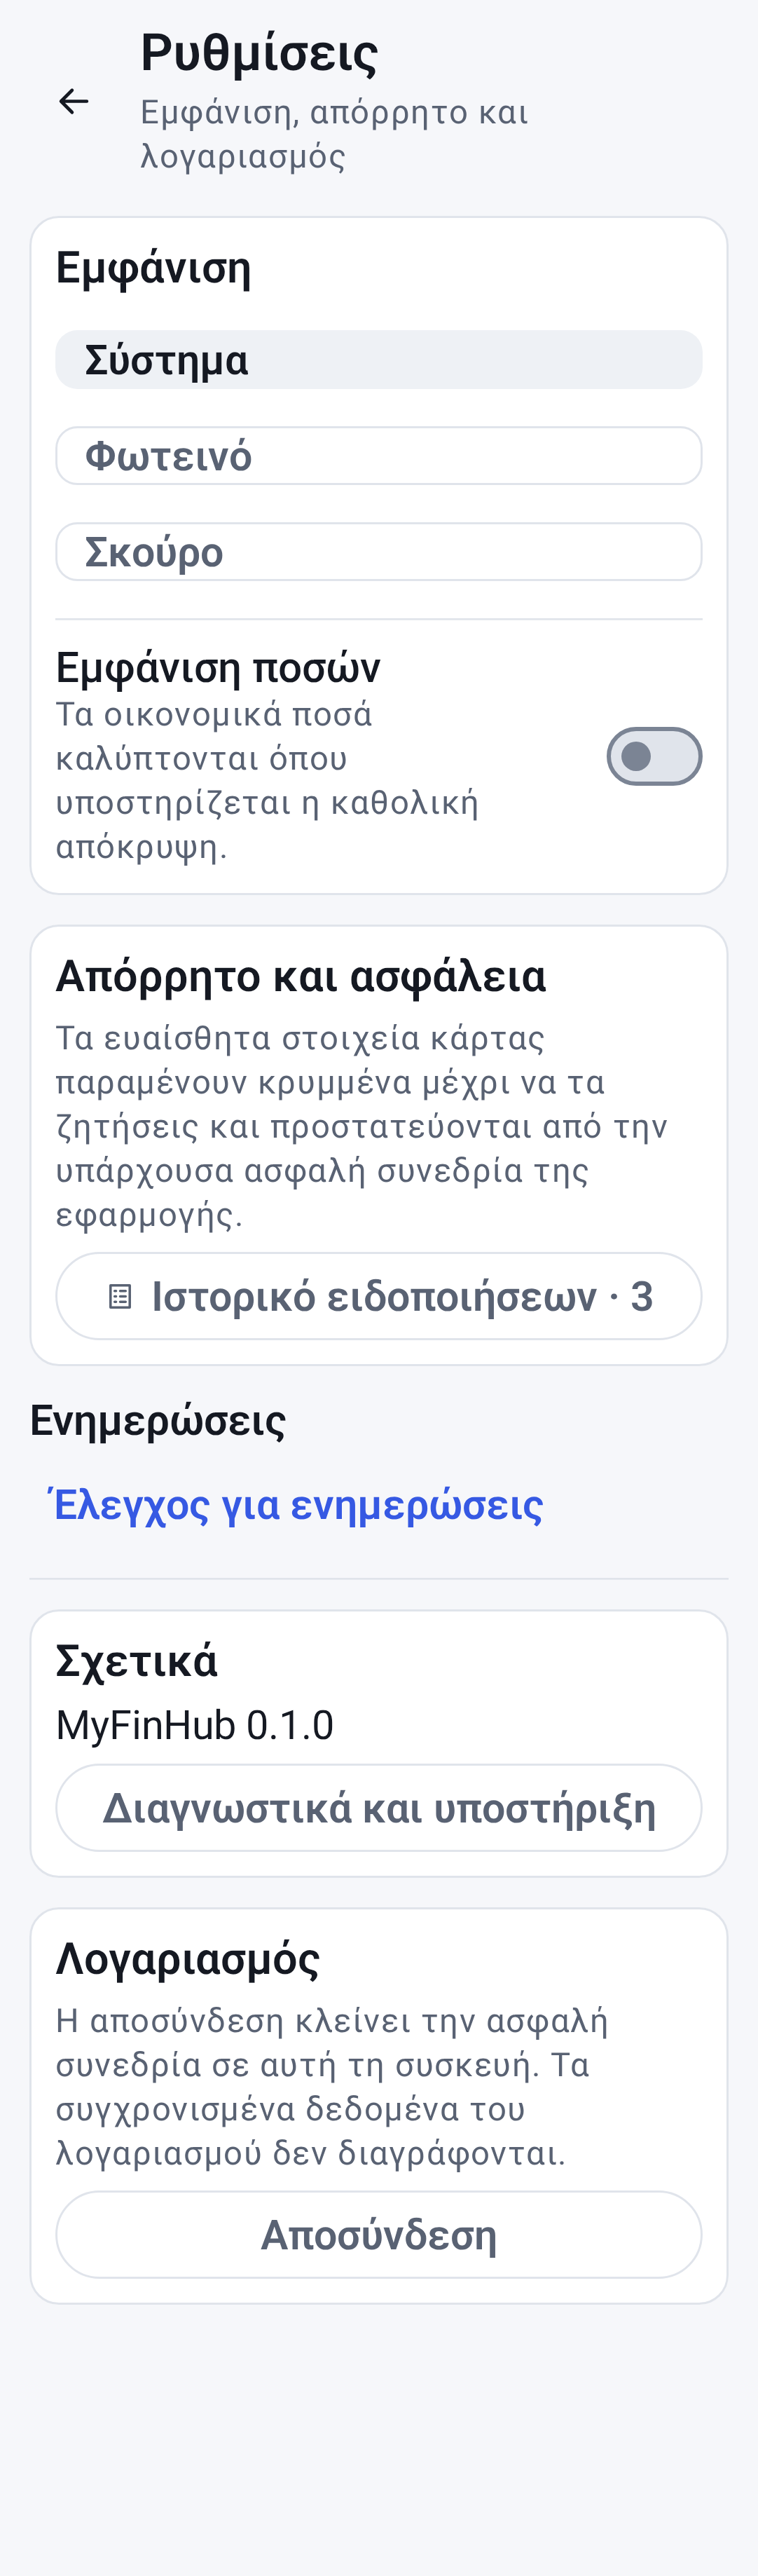 Ρυθμίσεις
Εμφάνιση, απόρρητο και
λογαριασμός
Εμφάνιση
Σύστημα
Φωτεινό
Σκούρο
Εμφάνιση ποσών
Τα οικονομικά ποσά
καλύπτονται όπου
υποστηρίζεται η καθολική
απόκρυψη.
Απόρρητο και ασφάλεια
Τα ευαίσθητα στοιχεία κάρτας
παραμένουν κρυμμένα μέχρι να τα
ζητήσεις και προστατεύονται από την
υπάρχουσα ασφαλή συνεδρία της
εφαρμογής.
Ιστορικό ειδοποιήσεων · 3
Ενημερώσεις
Έλεγχος για ενημερώσεις
Σχετικά
MyFinHub 0.1.0
Διαγνωστικά και υποστήριξη
Λογαριασμός
Η αποσύνδεση κλείνει την ασφαλή
συνεδρία σε αυτή τη συσκευή. Τα
συγχρονισμένα δεδομένα του
λογαριασμού δεν διαγράφονται.
Αποσύνδεση